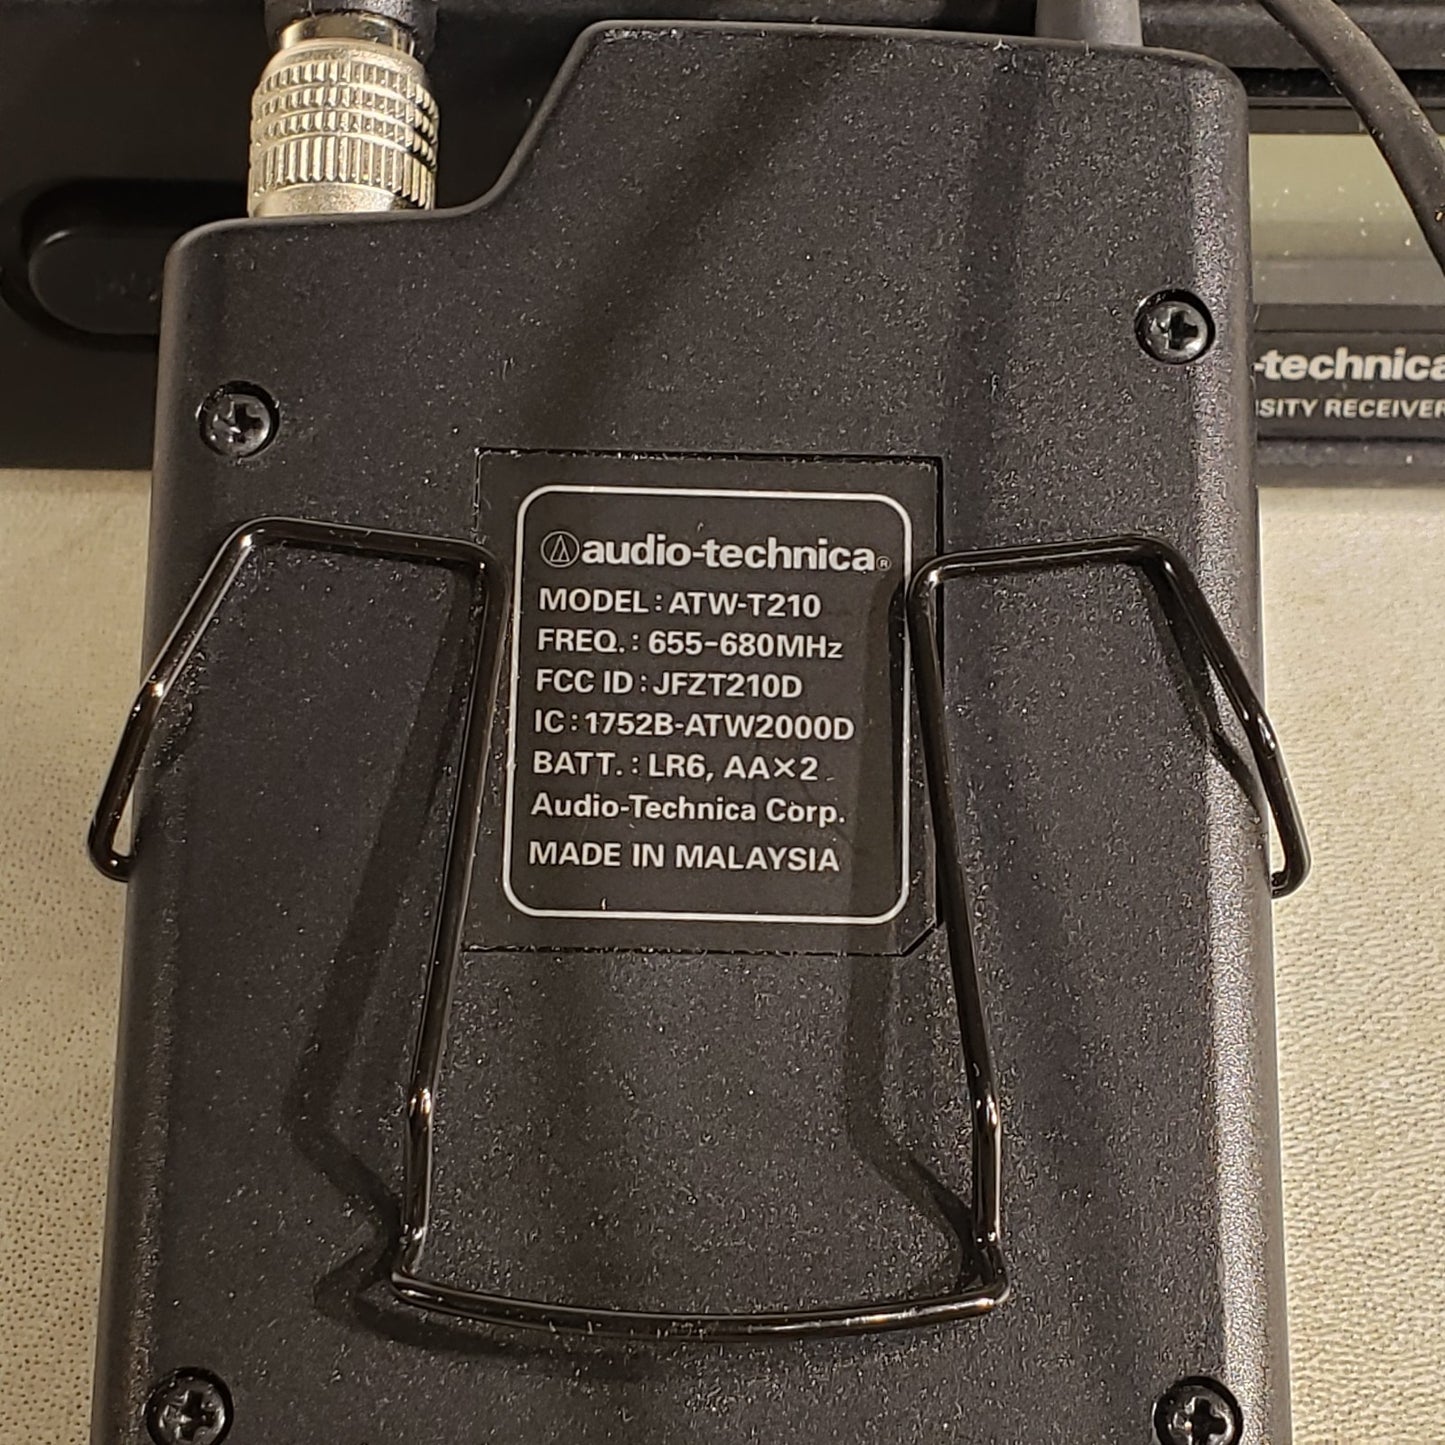 -technica
SITY RECEIVER
audio-technica®
MODEL : ATW-T210
FREQ. : 655-680MHz
FCC ID : JFZT210D
IC : 1752B-ATW2000D
BATT. : LR6, AA×2
Audio-Technica Corp.
MADE IN MALAYSIA